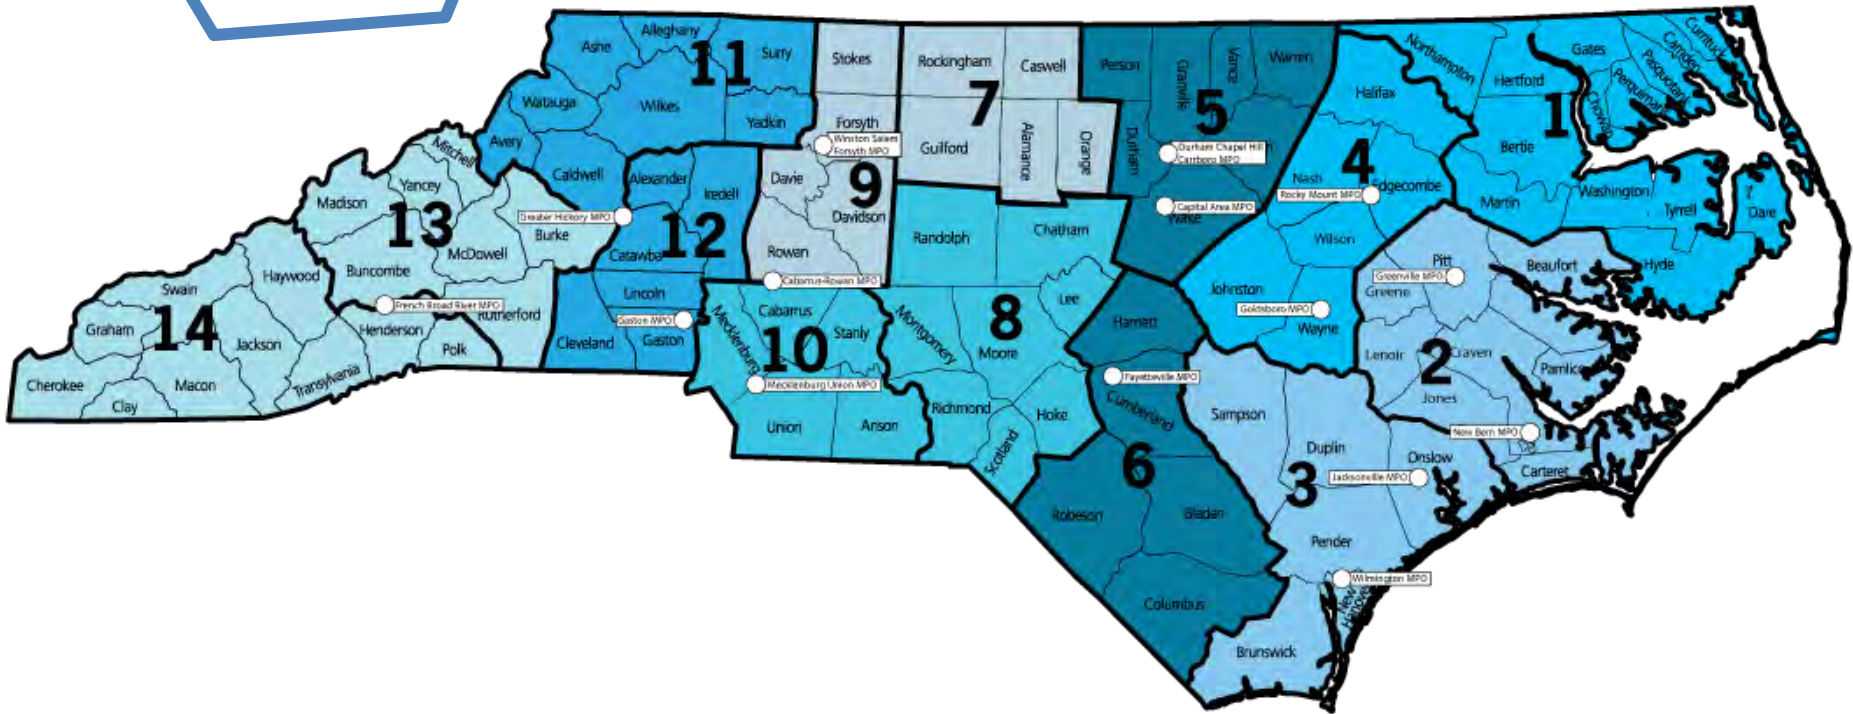 Alleghany
Ashe
11
Surry
Watauga
Wilkes
Yadkin
Avery
Caldwell
Stokes
Forsyth
Winston Salem
Forsyth MPO
Davie
9
Davidson
Rowan
Cabarrus-Rowan MPO
Rockingham
Caswell
7
Guilford
Alamance
Orange
Person
Granville
Vance
Warren
5
Durham
Durham Chapel Hill
Carrboro MPO
Capital Area MPO
Wake
Northampton
Halifax
Hertford
Gates
Currituck
Camden
Pasquotank
Perquimans
Chowan
1
Bertie
Martin
Washington
Tyrrell
Dare
Hyde
4
Nash
Edgecombe
Rocky Mount MPO
Wilson
Johnston
Goldsboro MPO
Wayne
Mitchell
Yancey
Madison
13
McDowell
Burke
Buncombe
Rutherford
Greater Hickory MPO
Alexander
Iredell
12
Catawba
Lincoln
Gaston MPO
Cleveland
Gaston
Haywood
Swain
Graham
14
Jackson
French Broad River MPO
Henderson
Polk
Transylvania
Cherokee
Macon
Clay
Mecklenburg
Cabarrus
Stanly
10
Mecklenburg Union MPO
Union
Anson
Randolph
Chatham
Lee
8
Montgomery
Moore
Richmond
Hoke
Scotland
Harnett
Fayetteville MPO
Cumberland
6
Robeson
Bladen
Columbus
Pitt
Greenville MPO
Greene
Beaufort
Lenoir
2
Craven
Pamlico
Jones
New Bern MPO
Carteret
Sampson
Duplin
3
Onslow
Jacksonville MPO
Pender
Wilmington MPO
New
Hanover
Brunswick